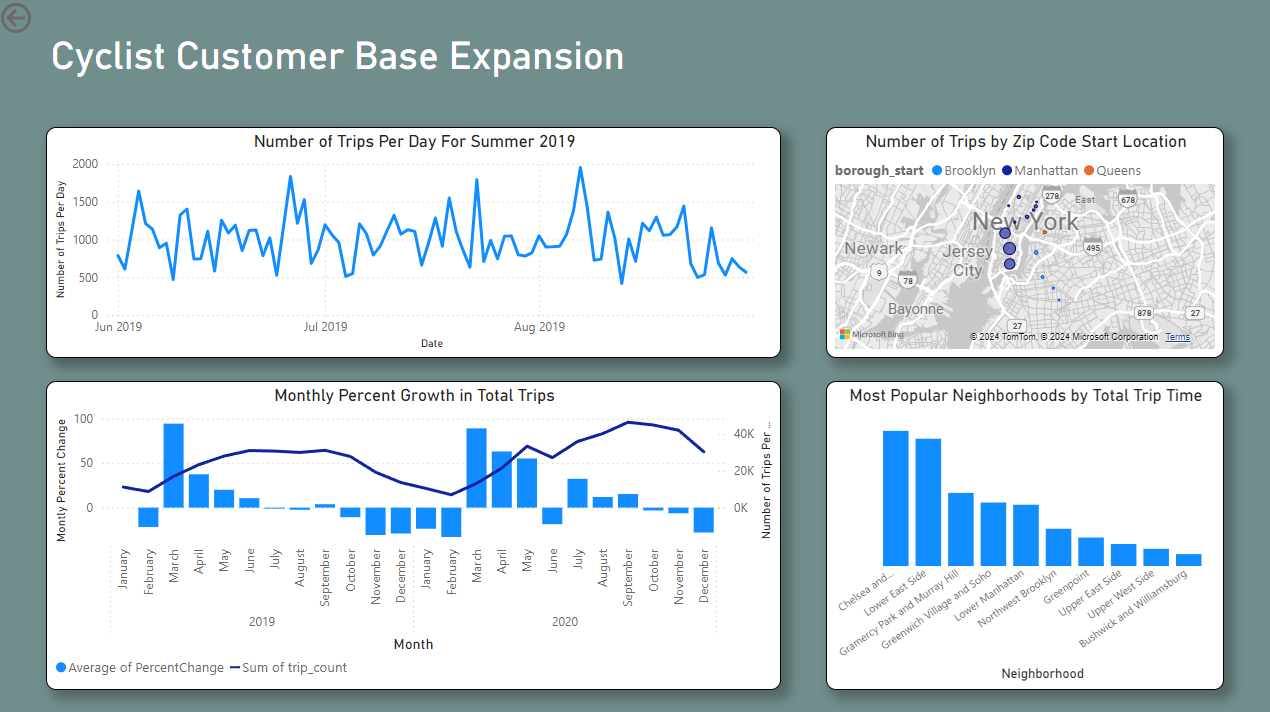 Cyclist Customer Base Expansion
Number of Trips Per Day For Summer 2019
Number of Trips Per Day
2000
1500
1000
500
0
Jun 2019
Jul 2019
Aug 2019
Date
Number of Trips by Zip Code Start Location
borough_start Brooklyn Manhattan Queens
New York
Newark
Jersey
City
Bayonne
East
278
678
495
9
78
27
878
27
Microsoft Bing
© 2024 TomTom, © 2024 Microsoft Corporation Terms
Monthly Percent Growth in Total Trips
Montly Percent Change
100
50
0
40K
20K
0K
Number of Trips Per ...
January
February
March
April
May
June
July
August
September
October
November
December
January
February
March
April
May
June
July
August
September
October
November
December
2019
2020
Month
Average of PercentChange Sum of trip_count
Most Popular Neighborhoods by Total Trip Time
Chelsea and...
Lower East Side
Gramercy Park and Murray Hill
Greenwich Village and Soho
Lower Manhattan
Northwest Brooklyn
Greenpoint
Upper East Side
Upper West Side
Bushwick and Williamsburg
Neighborhood